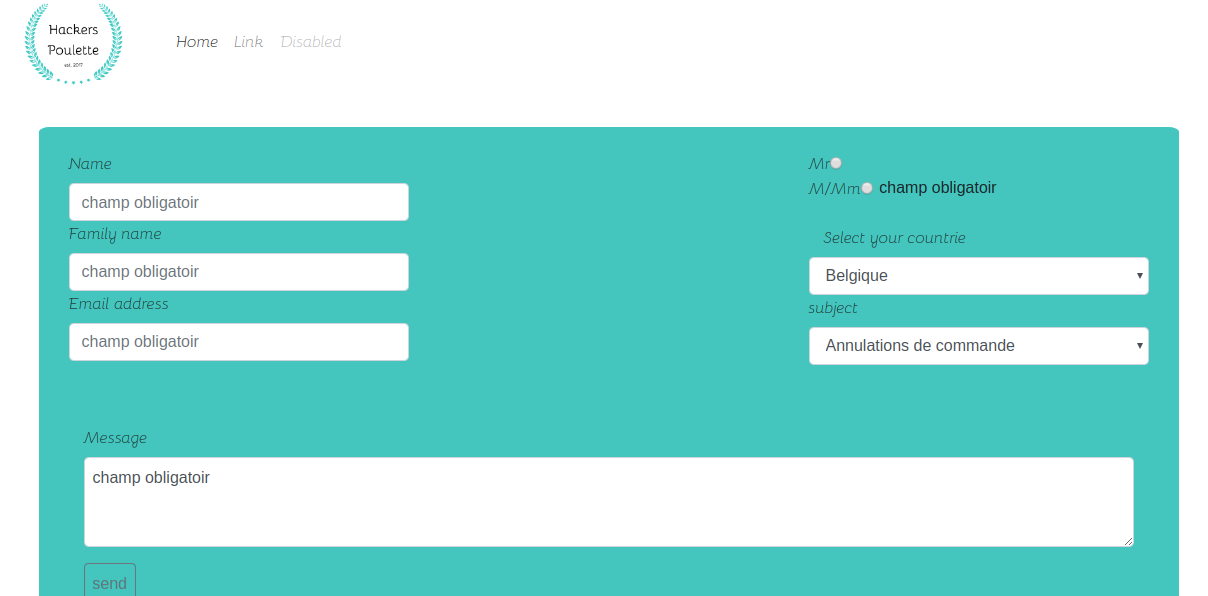 Hackers
Poulette
est. 2017
Home Link Disabled
Name
champ obligatoir
Family name
champ obligatoir
Email address
champ obligatoir
Mr
M/Mm champ obligatoir
Select your countrie
Belgique
subject
Annulations de commande
Message
champ obligatoir
send